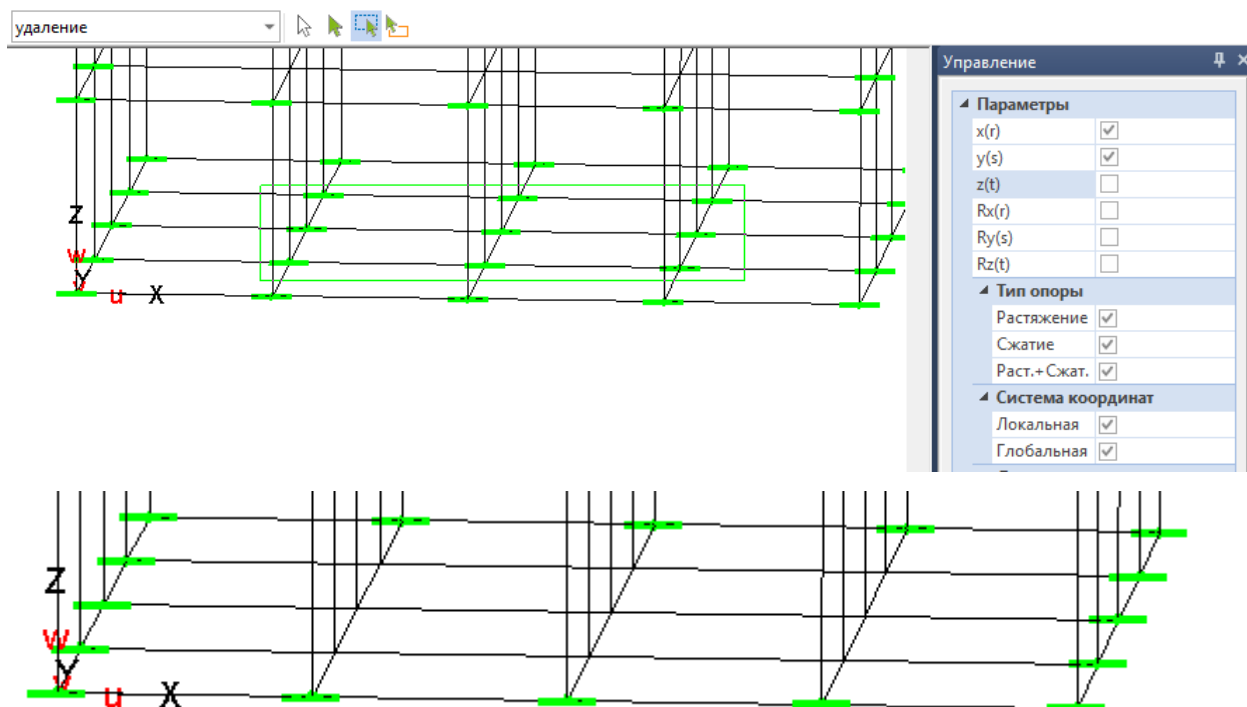 удаление
Управление
Параметры
x(r)
y(s)
z(t)
Rx(r)
Ry(s)
Rz(t)
Тип опоры
Растяжение
Сжатие
Раст.+Сжат.
Система координат
Локальная
Глобальная
Z
w
Y
v
u X
Z
w
Y
v
u X